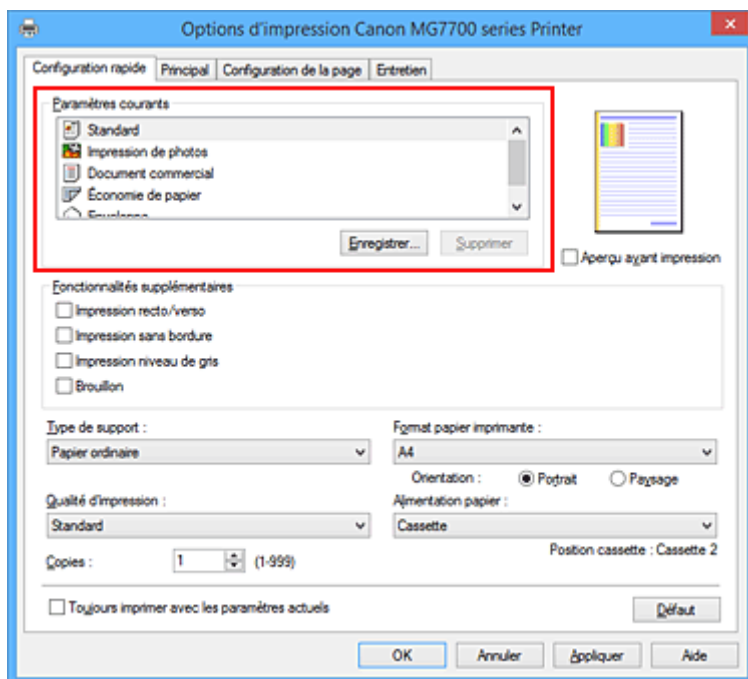 Options d'impression Canon MG7700 series Printer
Configuration rapide Principal Configuration de la page Entretien
Paramètres courants
Standard
Impression de photos
Document commercial
Économie de papier
Enregistrer... Supprimer
Aperçu avant impression
Fonctionnalités supplémentaires
Impression recto/verso
Impression sans bordure
Impression niveau de gris
Brouillon
Type de support :
Format papier imprimante :
Papier ordinaire
A4
Orientation : Portrait Paysage
Qualité d'impression :
Alimentation papier :
Standard
Cassette
Position cassette : Cassette 2
Copies : 1 (1-999)
Toujours imprimer avec les paramètres actuels
Défaut
OK Annuler Appliquer Aide